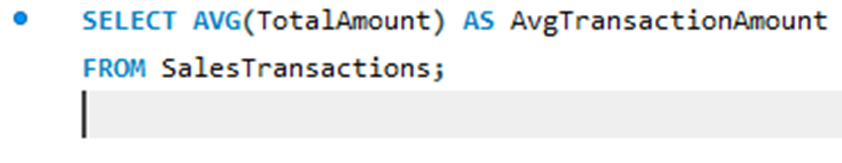 SELECT AVG(TotalAmount) AS AvgTransactionAmount
FROM SalesTransactions;